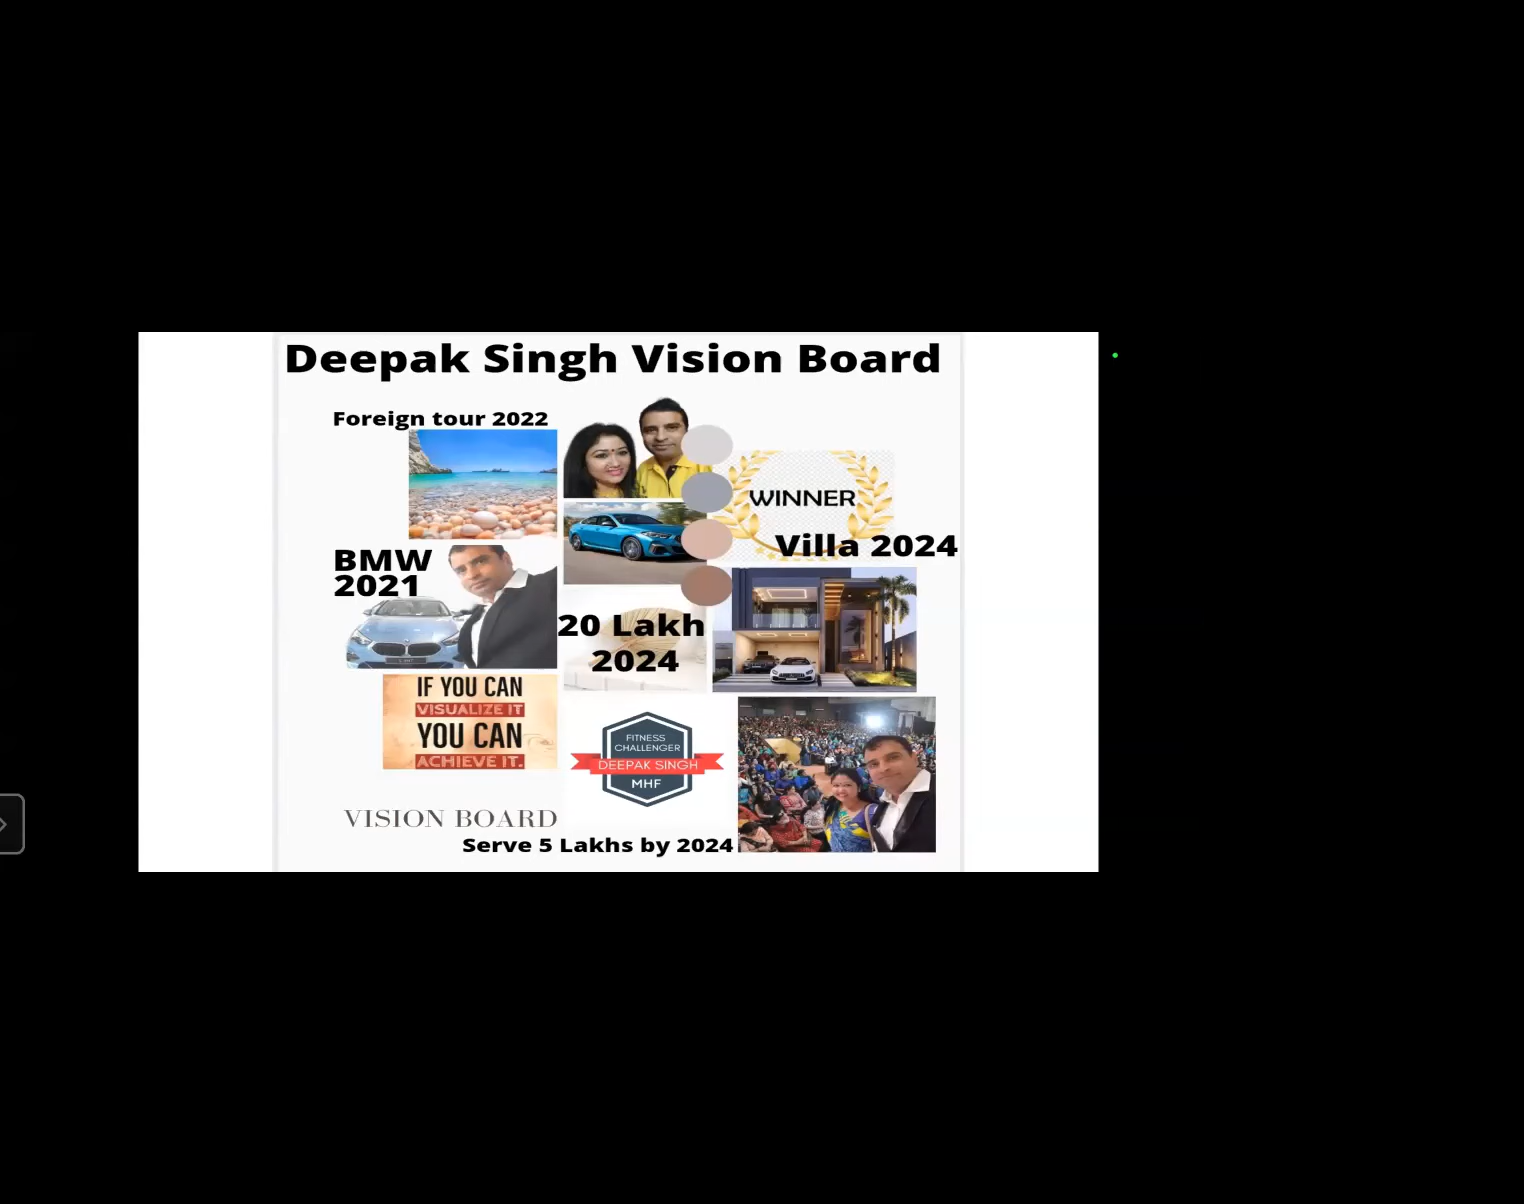 Deepak Singh Vision Board
Foreign tour 2022
WINNER
Villa 2024
BMW
2021
20 Lakh
2024
IF YOU CAN
VISUALIZE IT
YOU CAN
ACHIEVE IT.
FITNESS
CHALLENGER
DEEPAK SINGH
MHF
VISION BOARD
Serve 5 Lakhs by 2024